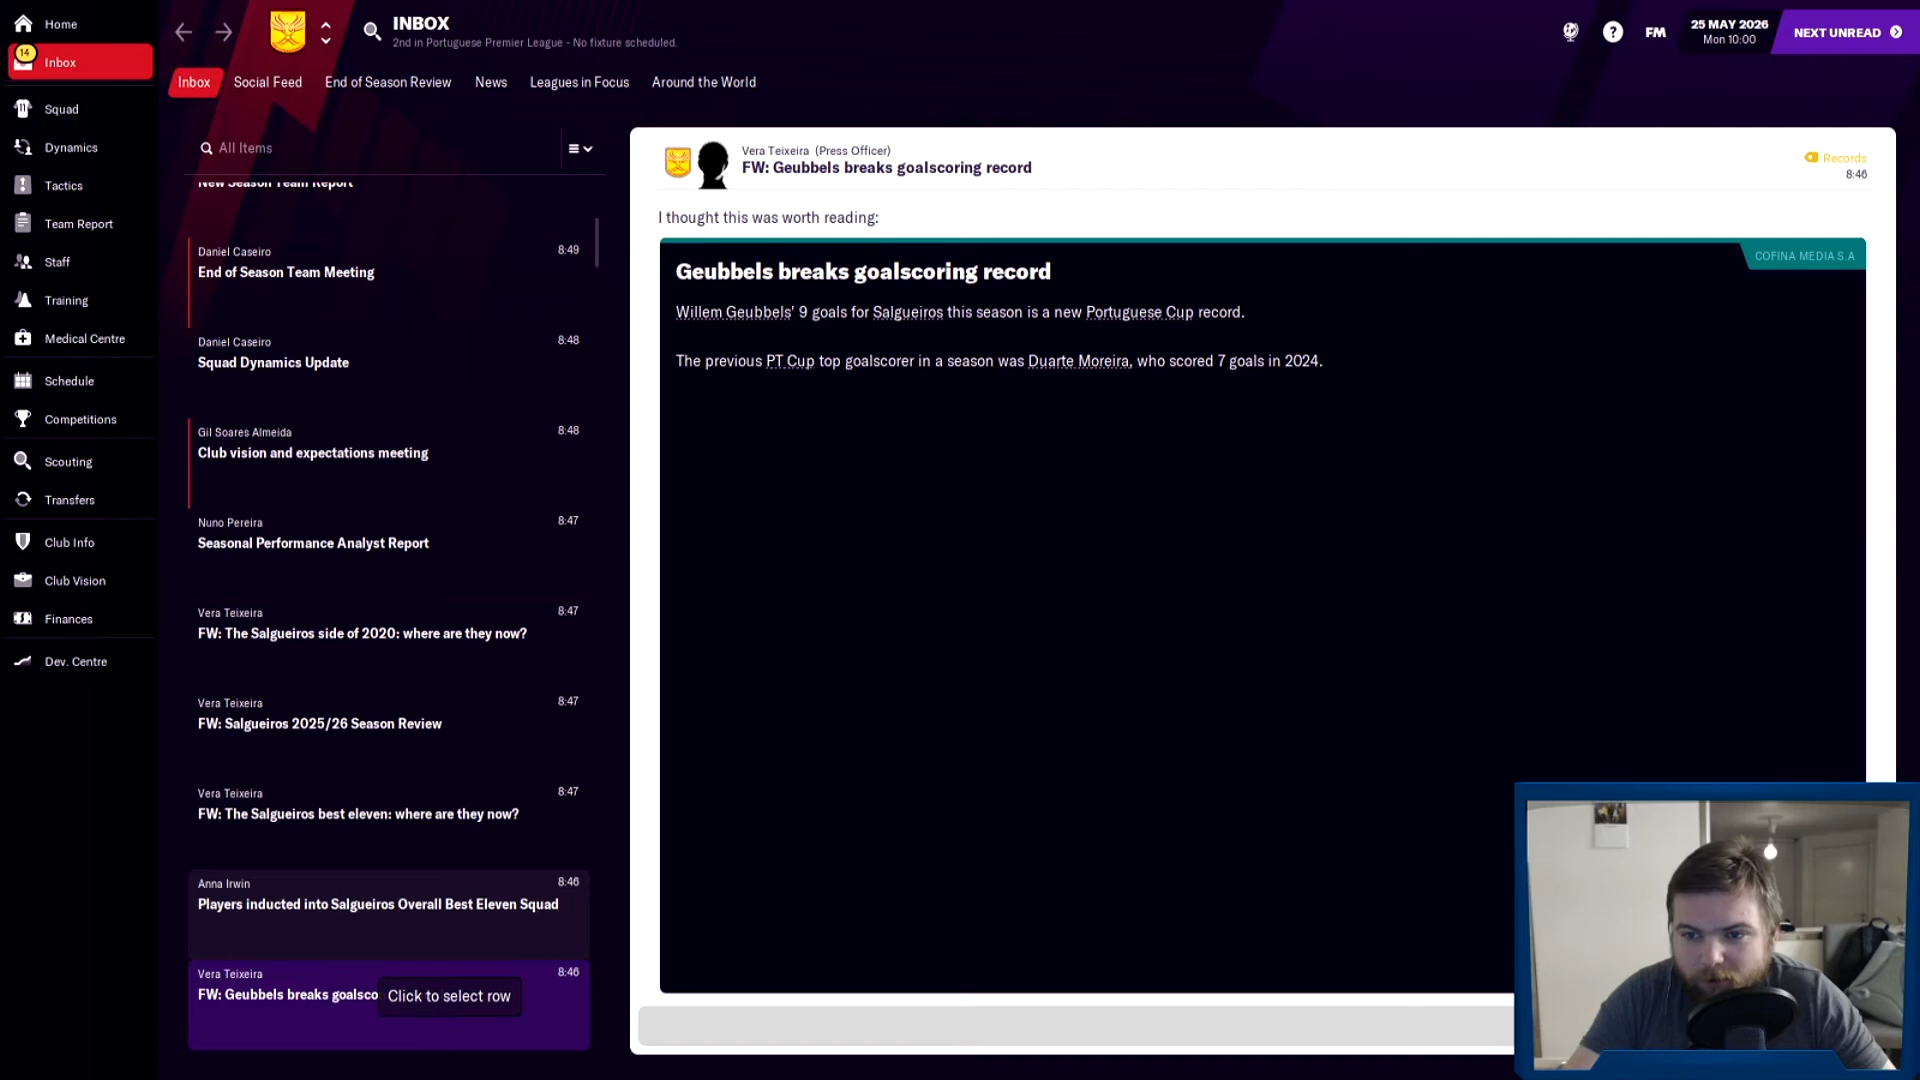 Home
14
Inbox
Squad
Dynamics
Tactics
Team Report
Staff
Training
Medical Centre
Schedule
Competitions
Scouting
Transfers
Club Info
Club Vision
Finances
Dev. Centre
INBOX
2nd in Portuguese Premier League - No fixture scheduled.
?
FM
25 MAY 2026
Mon 10:00
NEXT UNREAD
Inbox
Social Feed
End of Season Review
News
Leagues in Focus
Around the World
All Items
New Season Team Report
Daniel Caseiro
8:49
End of Season Team Meeting
Daniel Caseiro
8:48
Squad Dynamics Update
Gil Soares Almeida
8:48
Club vision and expectations meeting
Nuno Pereira
8:47
Seasonal Performance Analyst Report
Vera Teixeira
8:47
FW: The Salgueiros side of 2020: where are they now?
Vera Teixeira
8:47
FW: Salgueiros 2025/26 Season Review
Vera Teixeira
8:47
FW: The Salgueiros best eleven: where are they now?
Anna Irwin
8:46
Players inducted into Salgueiros Overall Best Eleven Squad
Vera Teixeira
8:46
FW: Geubbels breaks goalsco
Click to select row
Vera Teixeira (Press Officer)
FW: Geubbels breaks goalscoring record
Records
8:46
I thought this was worth reading:
COFINA MEDIA S.A
Geubbels breaks goalscoring record
Willem Geubbels' 9 goals for Salgueiros this season is a new Portuguese Cup record.
The previous PT Cup top goalscorer in a season was Duarte Moreira, who scored 7 goals in 2024.